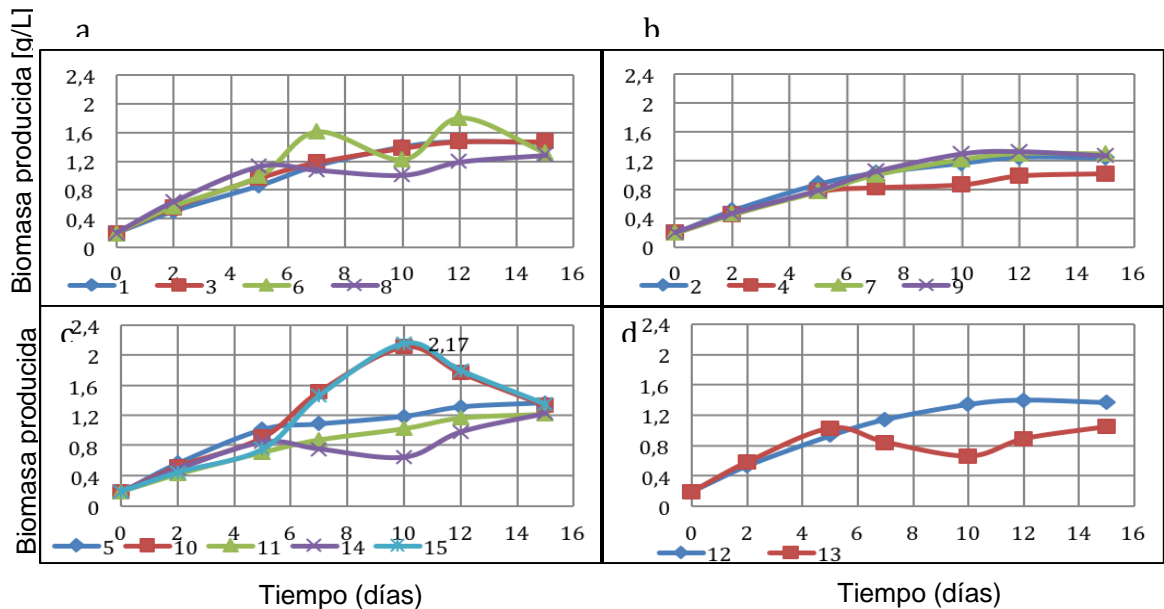 Biomasa producida [g/L]
a
2,4
2
1,6
1,2
0,8
0,4
0
0 2 4 6 8 10 12 14 16
1 3 6 8
b
2,4
2
1,6
1,2
0,8
0,4
0
0 2 4 6 8 10 12 14 16
2 4 7 9
Biomasa producida
c
2,4
2
1,6
1,2
0,8
0,4
0
2,17
0 2 4 6 8 10 12 14 16
5 10 11 14 15
Tiempo (días)
d
2,4
2
1,6
1,2
0,8
0,4
0
0 2 4 6 8 10 12 14 16
12 13
Tiempo (días)